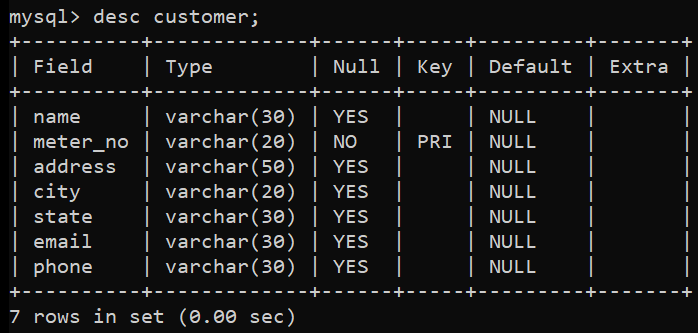 mysql> desc customer;
+----------+-------------+------+-----+---------+-------+
| Field    | Type        | Null | Key | Default | Extra |
+----------+-------------+------+-----+---------+-------+
| name     | varchar(30) | YES  |     | NULL    |       |
| meter_no | varchar(20) | NO   | PRI | NULL    |       |
| address  | varchar(50) | YES  |     | NULL    |       |
| city     | varchar(20) | YES  |     | NULL    |       |
| state    | varchar(30) | YES  |     | NULL    |       |
| email    | varchar(30) | YES  |     | NULL    |       |
| phone    | varchar(30) | YES  |     | NULL    |       |
+----------+-------------+------+-----+---------+-------+
7 rows in set (0.00 sec)